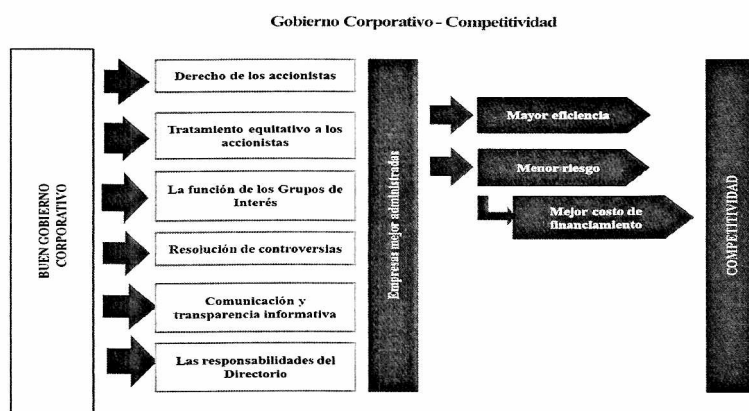 Gobierno Corporativo - Competitividad
BUEN GOBIERNO
CORPORATIVO
Derecho de los accionistas
Tratamiento equitativo a los
accionistas
La función de los Grupos de
Interés
Resolución de controversias
Comunicación y
transparencia informativa
Las responsabilidades del
Directorio
Empresas mejor administradas
Mayor eficiencia
Menor riesgo
Mejor costo de
financiamiento
COMPETITIVIDAD